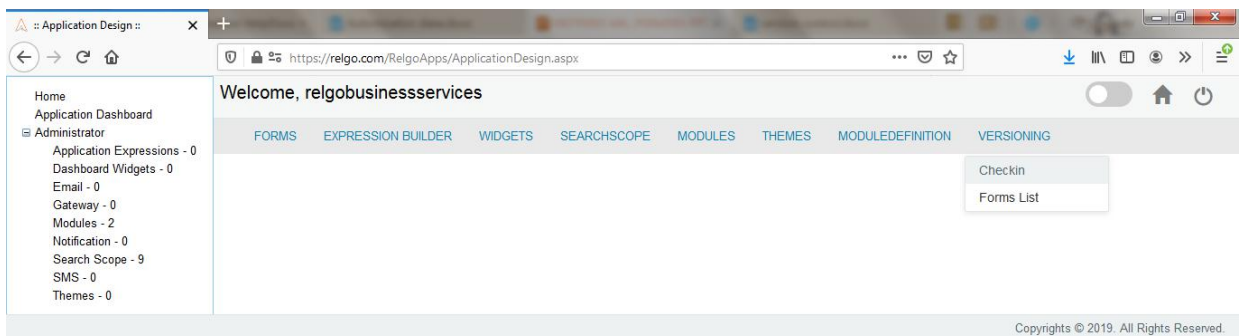 :: Application Design ::
https://relgo.com/RelgoApps/ApplicationDesign.aspx
Home
Application Dashboard
Administrator
Application Expressions - 0
Dashboard Widgets - 0
Email - 0
Gateway - 0
Modules - 2
Notification - 0
Search Scope - 9
SMS - 0
Themes - 0
Welcome, relgobusinessservices
FORMS EXPRESSION BUILDER WIDGETS SEARCHSCOPE MODULES THEMES MODULEDEFINITION VERSIONING
Checkin
Forms List
Copyrights © 2019. All Rights Reserved.